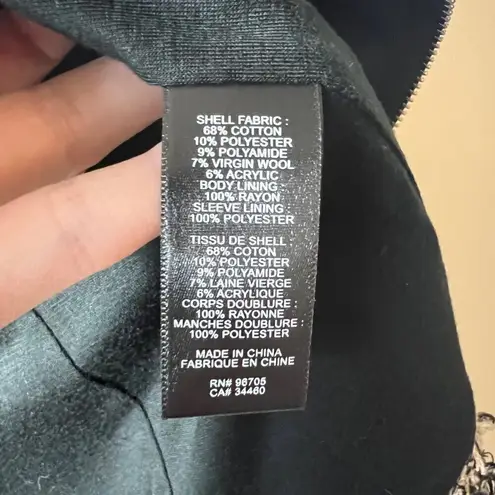 SHELL FABRIC :
68% COTTON
10% POLYESTER
9% POLYAMIDE
7% VIRGIN WOOL
6% ACRYLIC
BODY LINING :
100% RAYON
SLEEVE LINING :
100% POLYESTER
TISSU DE SHELL :
68% COTON
10% POLYESTER
9% POLYAMIDE
7% LAINE VIERGE
6% ACRYLIQUE
CORPS DOUBLURE :
100% RAYONNE
MANCHES DOUBLURE :
100% POLYESTER
MADE IN CHINA
FABRIQUE EN CHINE
RN# 96705
CA# 34460